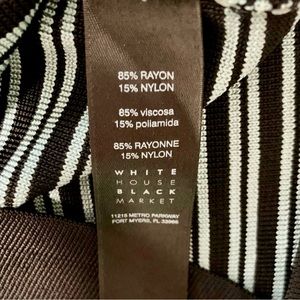 85% RAYON
15% NYLON
85% viscosa
15% poliamida
85% RAYONNE
15% NYLON
WHITE
HOUSE
BLACK
MARKET
11215 METRO PARKWAY
FORT MYERS, FL 33966